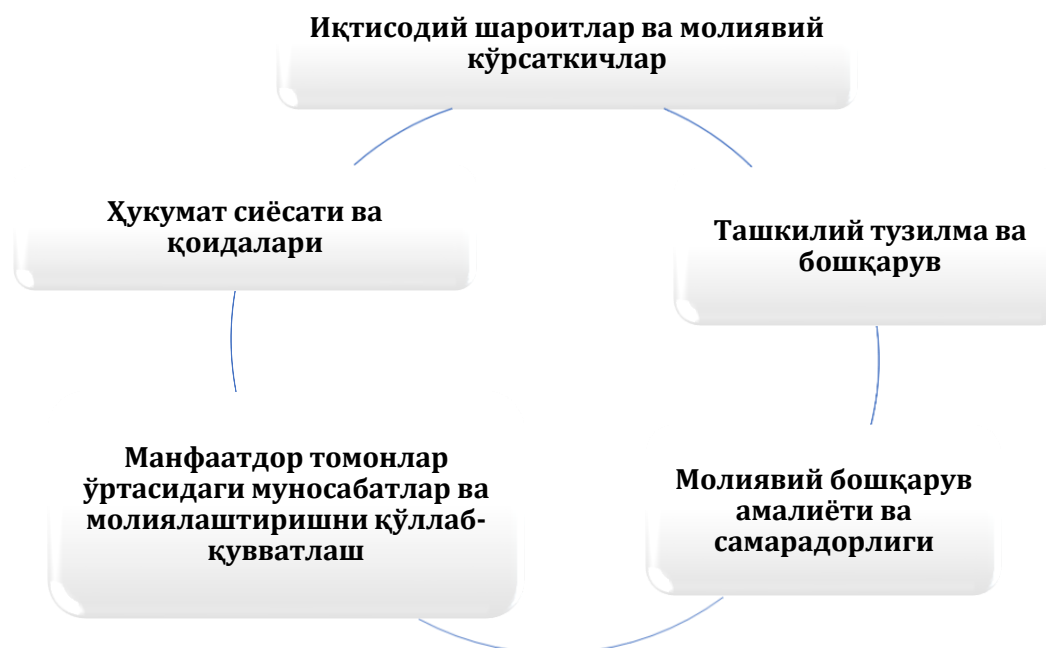 Иқтисодий шароитлар ва молиявий
кўрсаткичлар
Ҳукумат сиёсати ва
қоидалари
Ташкилий тузилма ва
бошқарув
Манфаатдор томонлар
ўртасидаги муносабатлар ва
молиялаштиришни қўллаб-
қувватлаш
Молиявий бошқарув
амалиёти ва
самарадорлиги